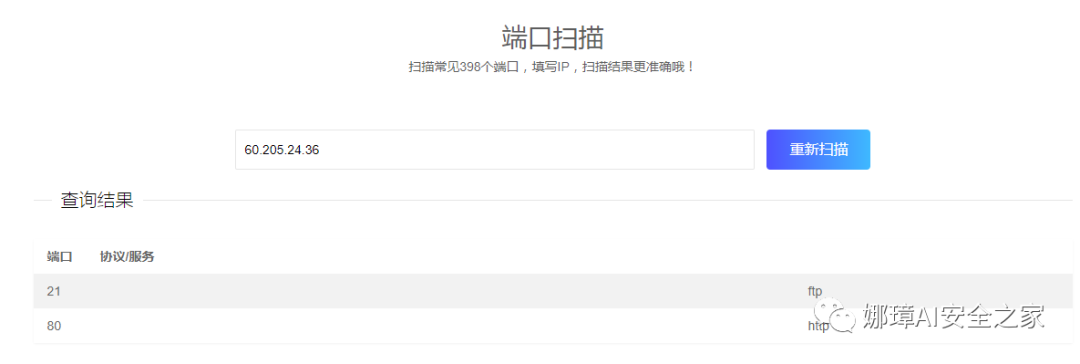 端口扫描
扫描常见398个端口，填写IP，扫描结果更准确哦！
60.205.24.36 重新扫描
查询结果
端口 协议/服务
21 ftp
80 http
娜璋AI安全之家